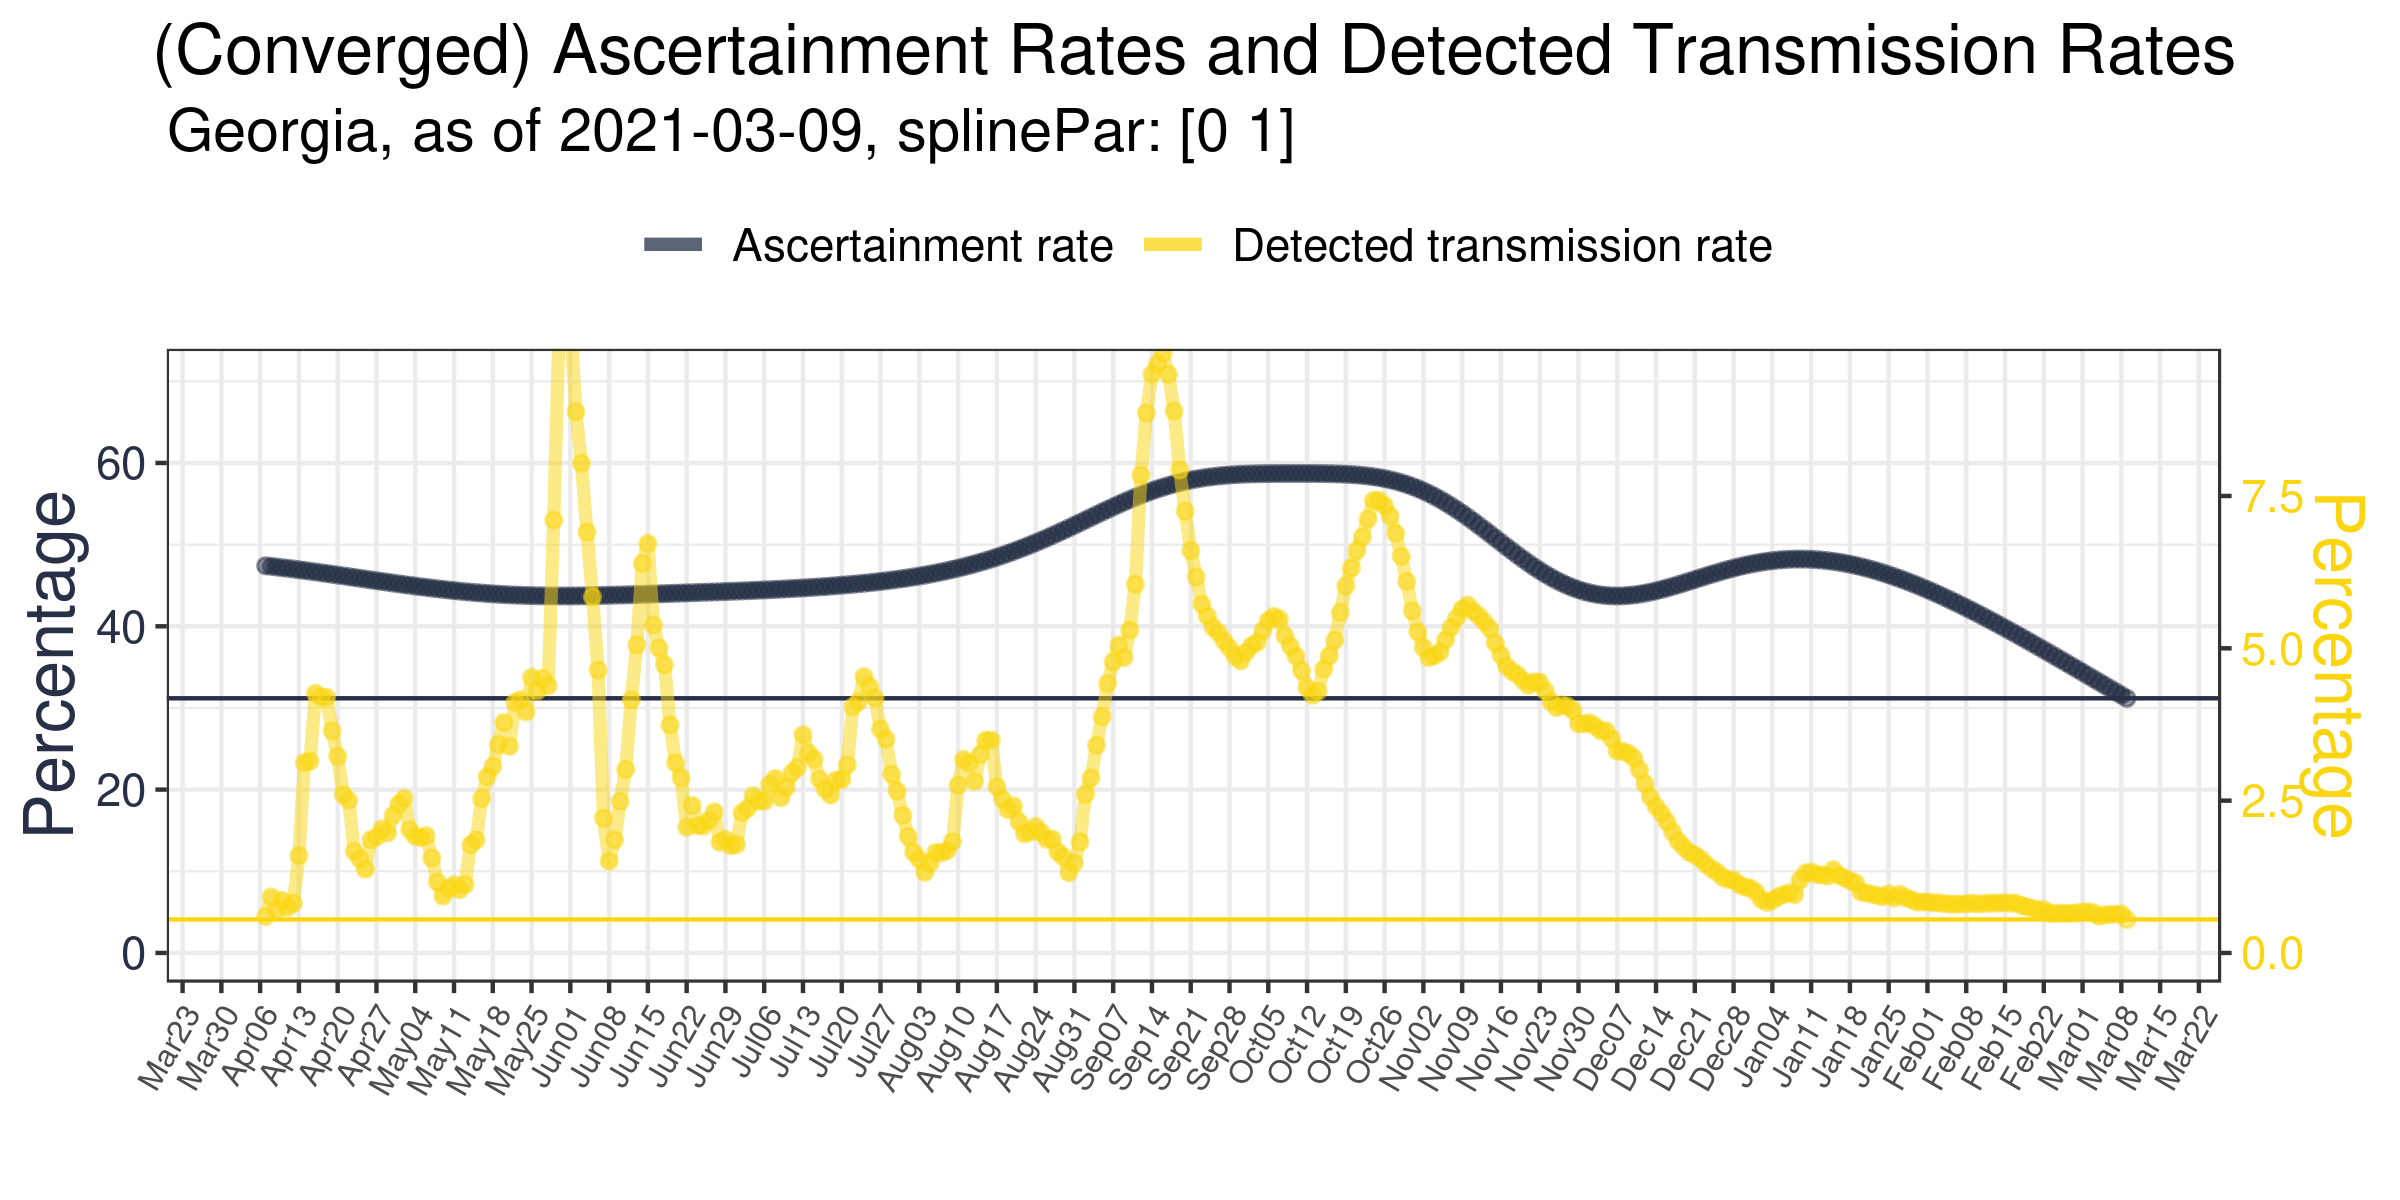 (Converged) Ascertainment Rates and Detected Transmission Rates
Georgia, as of 2021-03-09, splinePar: [0 1]
Ascertainment rate
Detected transmission rate
Percentage
60
40
20
0
7.5
5.0
2.5
0.0
Percentage
Mar23
Mar30
Apr06
Apr13
Apr20
Apr27
May04
May11
May18
May25
Jun01
Jun08
Jun15
Jun22
Jun29
Jul06
Jul13
Jul20
Jul27
Aug03
Aug10
Aug17
Aug24
Aug31
Sep07
Sep14
Sep21
Sep28
Oct05
Oct12
Oct19
Oct26
Nov02
Nov09
Nov16
Nov23
Nov30
Dec07
Dec14
Dec21
Dec28
Jan04
Jan11
Jan18
Jan25
Feb01
Feb08
Feb15
Feb22
Mar01
Mar08
Mar15
Mar22